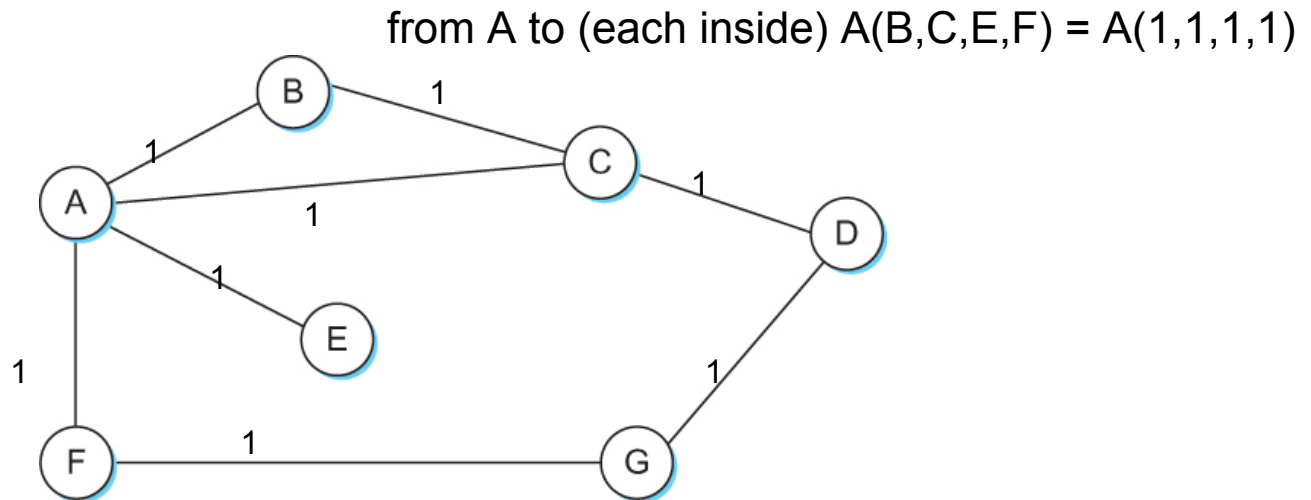 from A to (each inside) A(B,C,E,F) = A(1,1,1,1)
B
1
1
C
A
1
1
D
1
E
1
1
1
F
G